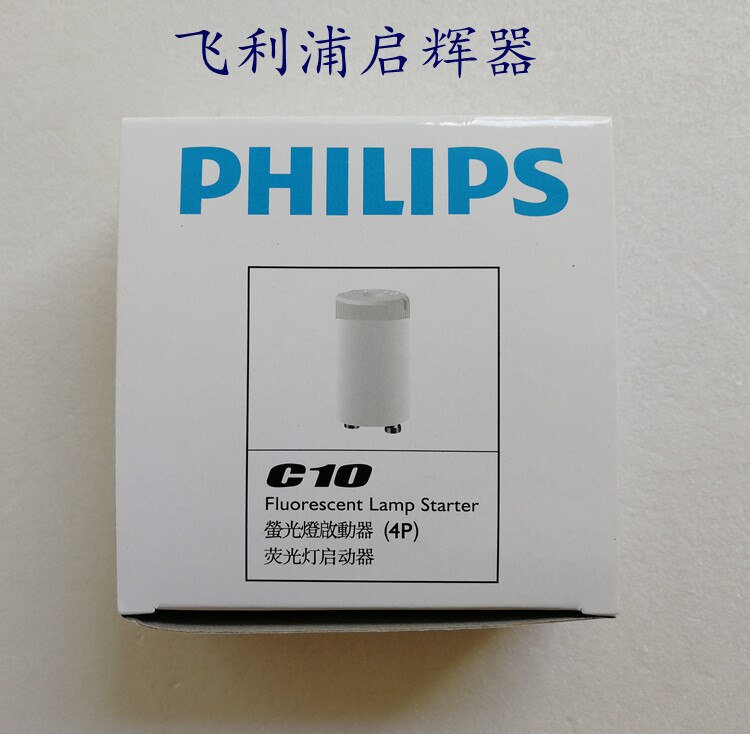 飞利浦启辉器
PHILIPS
C10
Fluorescent Lamp Starter
螢光燈啟動器 (4P)
荧光灯启动器